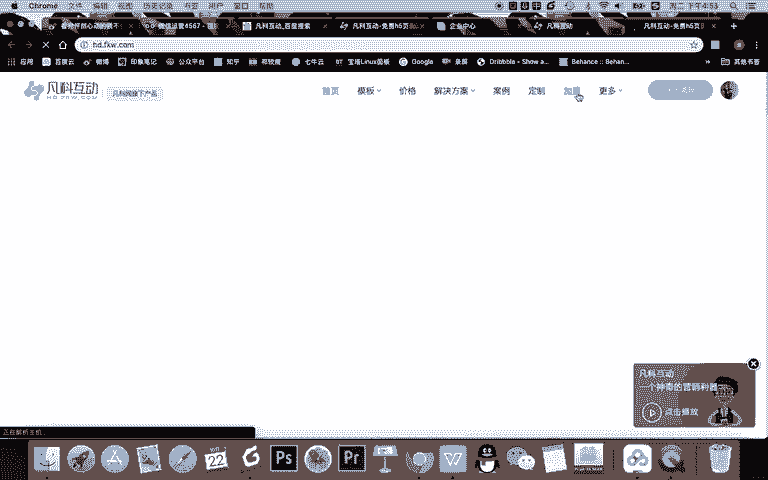 Chrome 文件 编辑 视图 历史记录 书签 用户 窗口 帮助
周二 下午4:53
凡科互动_百度搜索
凡科互动-免费h5页
企业中心
凡科互动
凡科互动-免费h5页
hd.fkw.com
应用 百度云 微博 印象笔记 公众平台 知乎 七牛云 宝塔Linux面板 Google 录屏 Dribbble - Show a... Behance :: Behan... » 其他书签
凡科互动
HD.FKW.COM
凡科网旗下产品
首页 模板 价格 解决方案 案例 定制 加盟 更多
凡科互动
一个神奇的营销利器
点击播放
正在解析主机
22
Ps
Pr